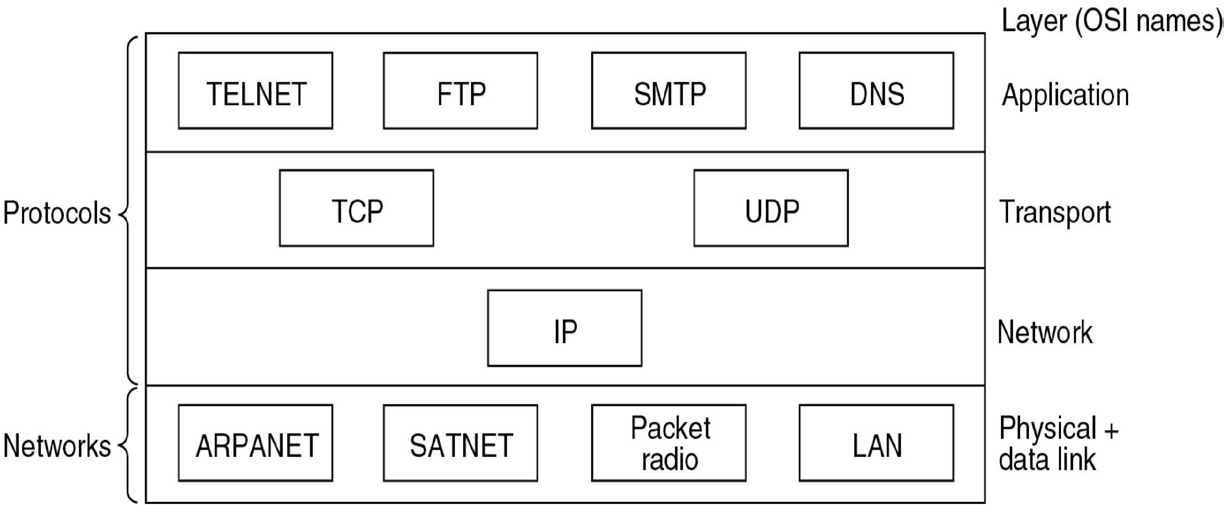 Layer (OSI names)
TELNET FTP SMTP DNS Application
Protocols
TCP UDP Transport
IP Network
Networks
ARPANET SATNET Packet radio LAN
Physical +
data link